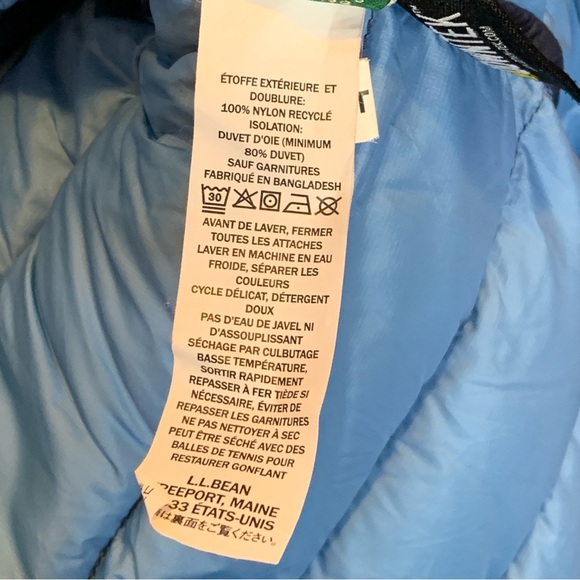 ÉTOFFE EXTÉRIEURE ET
DOUBLURE:
100% NYLON RECYCLÉ
ISOLATION:
DUVET D'OIE (MINIMUM
80% DUVET)
SAUF GARNITURES
FABRIQUÉ EN BANGLADESH
30
AVANT DE LAVER, FERMER
TOUTES LES ATTACHES
LAVER EN MACHINE EN EAU
FROIDE, SÉPARER LES
COULEURS
CYCLE DÉLICAT, DÉTERGENT
DOUX
PAS D'EAU DE JAVEL NI
D'ASSOUPLISSANT
SÉCHAGE PAR CULBUTAGE
BASSE TEMPÉRATURE,
SORTIR RAPIDEMENT
REPASSER À FER TIÈDE SI
NÉCESSAIRE, ÉVITER DE
REPASSER LES GARNITURES
NE PAS NETTOYER À SEC
PEUT ÊTRE SÉCHÉ AVEC DES
BALLES DE TENNIS POUR
RESTAURER GONFLANT
L.L.BEAN
REEPORT, MAINE
33 ÉTATS-UNIS
は裏面をご覧ください。
T